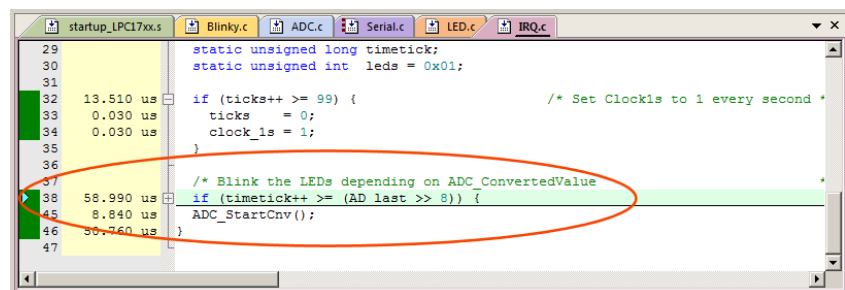 startup_LPC17xx.s Blinky.c ADC.c Serial.c LED.c IRQ.c
29 static unsigned long timetick;
30 static unsigned int leds = 0x01;
31
32 13.510 us if (ticks++ >= 99) { /* Set Clock1s to 1 every second *
33 0.030 us ticks = 0;
34 0.030 us clock_1s = 1;
35 }
36
37 /* Blink the LEDs depending on ADC_ConvertedValue *
38 58.990 us if (timetick++ >= (AD_last >> 8)) {
45 8.840 us ADC_StartCnv();
46 us }
47